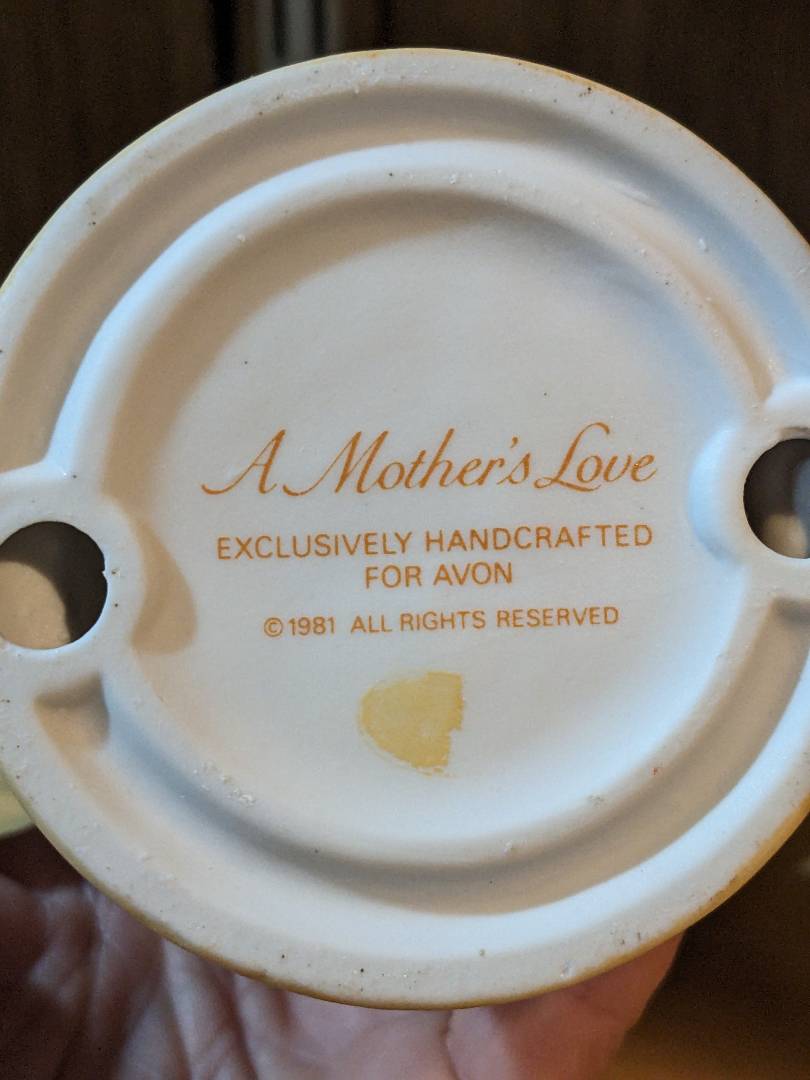 A Mother's Love
EXCLUSIVELY HANDCRAFTED
FOR AVON
©1981 ALL RIGHTS RESERVED